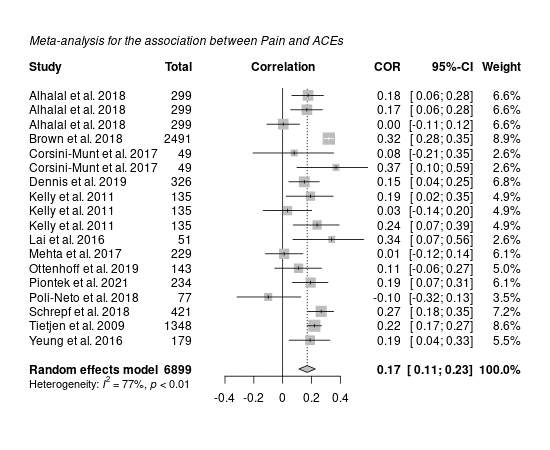 Meta-analysis for the association between Pain and ACEs
Study Total Correlation COR 95%-CI Weight
Alhalal et al. 2018 299 0.18 [ 0.06; 0.28] 6.6%
Alhalal et al. 2018 299 0.17 [ 0.06; 0.28] 6.6%
Alhalal et al. 2018 299 0.00 [-0.11; 0.12] 6.6%
Brown et al. 2018 2491 0.32 [ 0.28; 0.35] 8.9%
Corsini-Munt et al. 2017 49 0.08 [-0.21; 0.35] 2.6%
Corsini-Munt et al. 2017 49 0.37 [ 0.10; 0.59] 2.6%
Dennis et al. 2019 326 0.15 [ 0.04; 0.25] 6.8%
Kelly et al. 2011 135 0.19 [ 0.02; 0.35] 4.9%
Kelly et al. 2011 135 0.03 [-0.14; 0.20] 4.9%
Kelly et al. 2011 135 0.24 [ 0.07; 0.39] 4.9%
Lai et al. 2016 51 0.34 [ 0.07; 0.56] 2.6%
Mehta et al. 2017 229 0.01 [-0.12; 0.14] 6.1%
Ottenhoff et al. 2019 143 0.11 [-0.06; 0.27] 5.0%
Piontek et al. 2021 234 0.19 [ 0.07; 0.31] 6.1%
Poli-Neto et al. 2018 77 -0.10 [-0.32; 0.13] 3.5%
Schrepf et al. 2018 421 0.27 [ 0.18; 0.35] 7.2%
Tietjen et al. 2009 1348 0.22 [ 0.17; 0.27] 8.6%
Yeung et al. 2016 179 0.19 [ 0.04; 0.33] 5.5%
Random effects model 6899 0.17 [ 0.11; 0.23] 100.0%
Heterogeneity: I² = 77%, p < 0.01
-0.4 -0.2 0 0.2 0.4